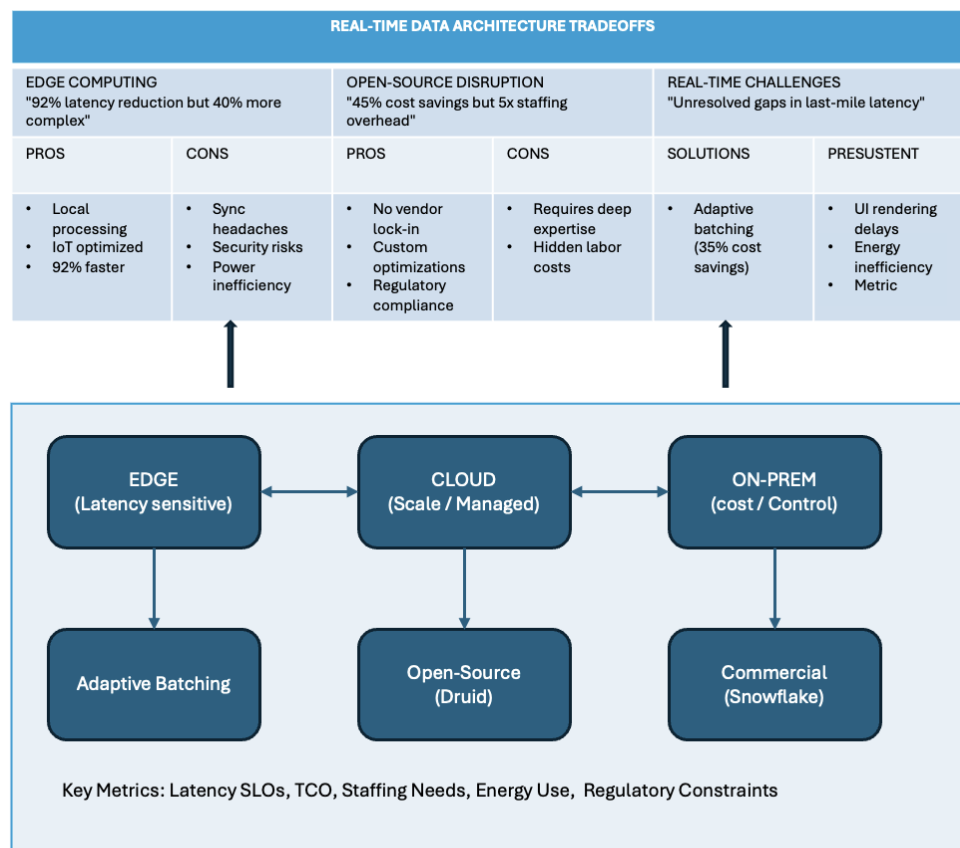 REAL-TIME DATA ARCHITECTURE TRADEOFFS
EDGE COMPUTING
"92% latency reduction but 40% more
complex"
OPEN-SOURCE DISRUPTION
"45% cost savings but 5x staffing
overhead"
REAL-TIME CHALLENGES
"Unresolved gaps in last-mile latency"
PROS
CONS
PROS
CONS
SOLUTIONS
PRESUSTENT
• Local
processing
• IoT optimized
• 92% faster
• Sync
headaches
• Security risks
• Power
inefficiency
• No vendor
lock-in
• Custom
optimizations
• Regulatory
compliance
• Requires deep
expertise
• Hidden labor
costs
• Adaptive
batching
(35% cost
savings)
• UI rendering
delays
• Energy
inefficiency
• Metric
EDGE
(Latency sensitive)
CLOUD
(Scale / Managed)
ON-PREM
(cost / Control)
Adaptive Batching
Open-Source
(Druid)
Commercial
(Snowflake)
Key Metrics: Latency SLOs, TCO, Staffing Needs, Energy Use, Regulatory Constraints